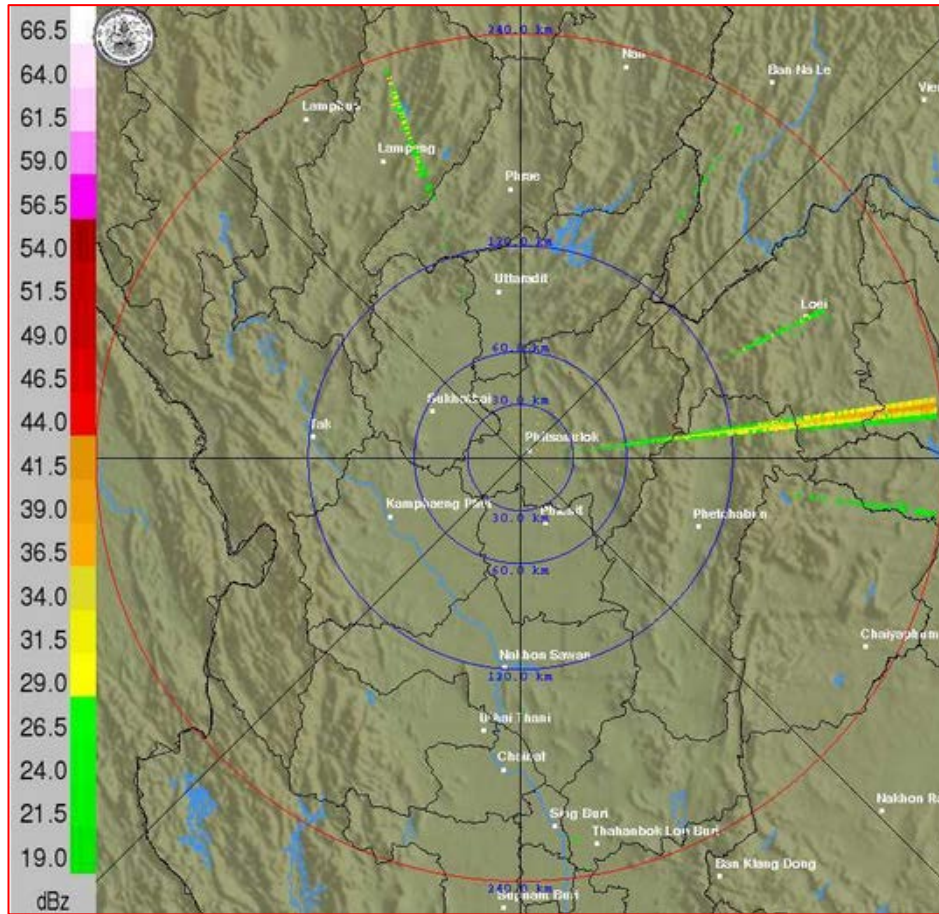 66.5
64.0
61.5
59.0
56.5
54.0
51.5
49.0
46.5
44.0
41.5
39.0
36.5
34.0
31.5
29.0
26.5
24.0
21.5
19.0
dBz
240.0 km
Nan
Ban Na Le
Lamphun
Lampang
Phrae
120.0 km
Uttaradit
Loei
60.0 km
30.0 km
Sukhothai
Tak
Phitsanulok
Kamphaeng Phet
30.0 km
Phichit
Phetchabun
60.0 km
Chaiyaphum
Nakhon Sawan
120.0 km
Uthai Thani
Chainat
Sing Buri
Thahanbok Lop Buri
Nakhon Ra
Ban Klang Dong
240.0 km
Suphan Buri